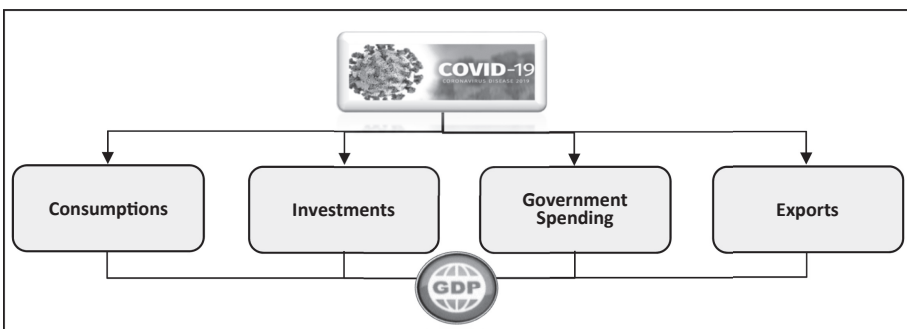 COVID-19
CORONAVIRUS DISEASE 2019
Consumptions
Investments
Government
Spending
Exports
GDP